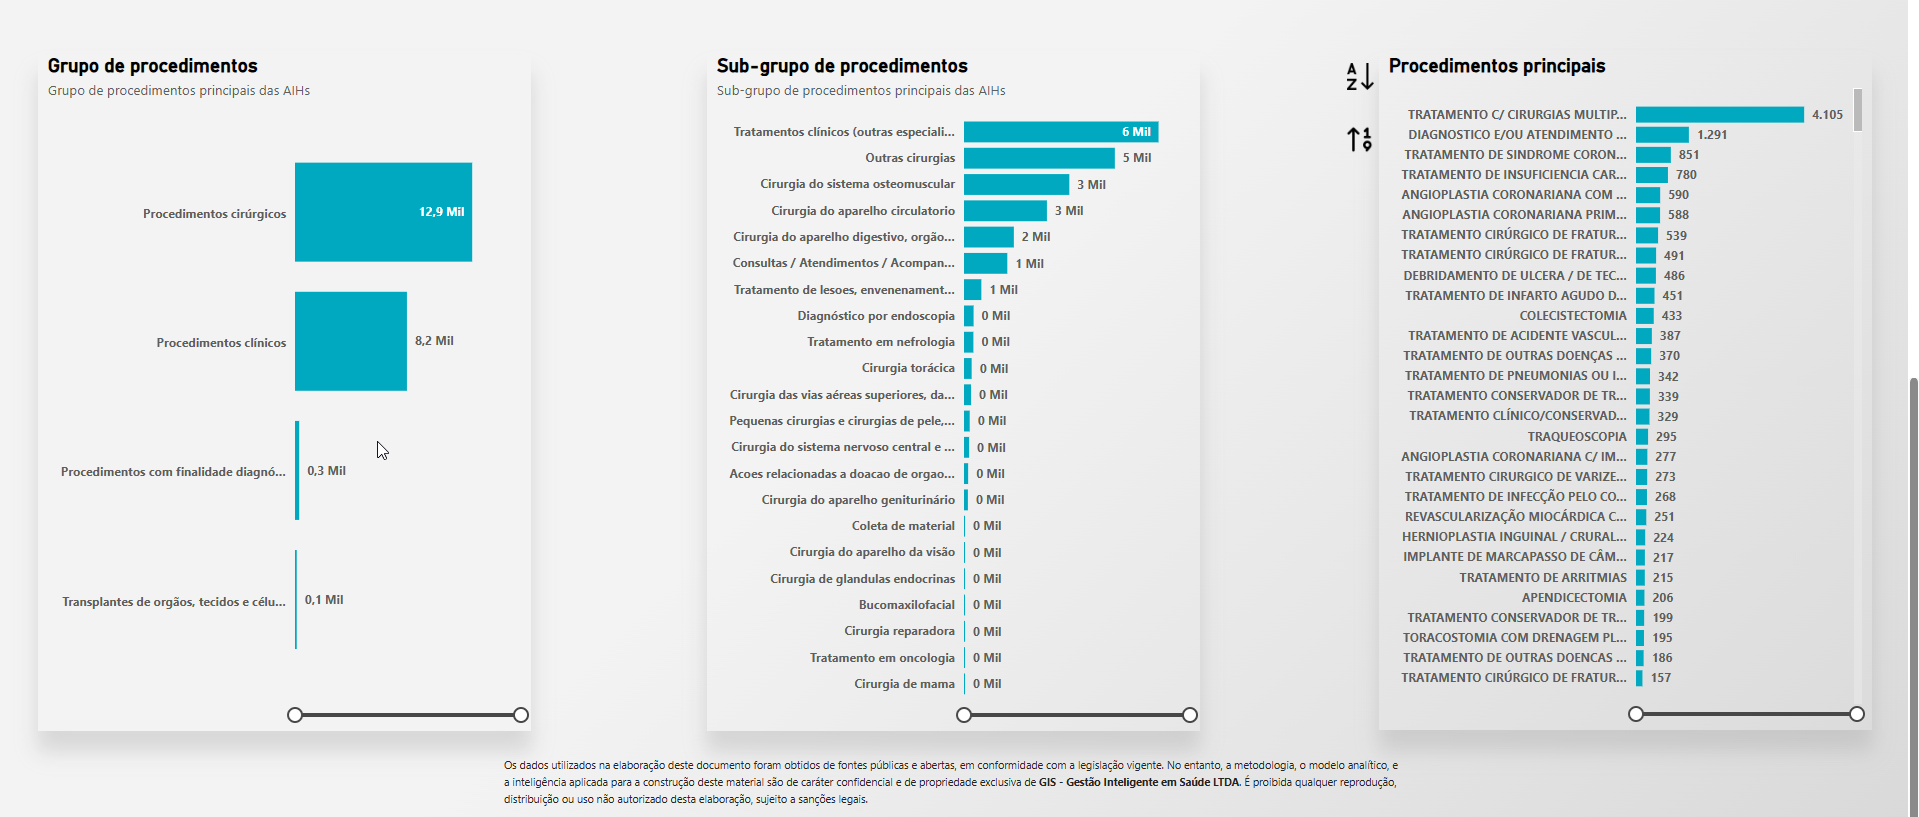 Grupo de procedimentos
Grupo de procedimentos principais das AIHs
Procedimentos cirúrgicos
12,9 Mil
Procedimentos clínicos
8,2 Mil
Procedimentos com finalidade diagnó...
0,3 Mil
Transplantes de orgãos, tecidos e célu...
0,1 Mil
Sub-grupo de procedimentos
Sub-grupo de procedimentos principais das AIHs
Tratamentos clínicos (outras especiali...
6 Mil
Outras cirurgias
5 Mil
Cirurgia do sistema osteomuscular
3 Mil
Cirurgia do aparelho circulatorio
3 Mil
Cirurgia do aparelho digestivo, orgão...
2 Mil
Consultas / Atendimentos / Acompan...
1 Mil
Tratamento de lesoes, envenenament...
1 Mil
Diagnóstico por endoscopia
0 Mil
Tratamento em nefrologia
0 Mil
Cirurgia torácica
0 Mil
Cirurgia das vias aéreas superiores, da...
0 Mil
Pequenas cirurgias e cirurgias de pele,...
0 Mil
Cirurgia do sistema nervoso central e ...
0 Mil
Acoes relacionadas a doacao de orgao...
0 Mil
Cirurgia do aparelho geniturinário
0 Mil
Coleta de material
0 Mil
Cirurgia do aparelho da visão
0 Mil
Cirurgia de glandulas endocrinas
0 Mil
Bucomaxilofacial
0 Mil
Cirurgia reparadora
0 Mil
Tratamento em oncologia
0 Mil
Cirurgia de mama
0 Mil
A
Z
1
9
Procedimentos principais
TRATAMENTO C/ CIRURGIAS MULTIP...
4.105
DIAGNOSTICO E/OU ATENDIMENTO ...
1.291
TRATAMENTO DE SINDROME CORON...
851
TRATAMENTO DE INSUFICIENCIA CAR...
780
ANGIOPLASTIA CORONARIANA COM ...
590
ANGIOPLASTIA CORONARIANA PRIM...
588
TRATAMENTO CIRÚRGICO DE FRATUR...
539
TRATAMENTO CIRÚRGICO DE FRATUR...
491
DEBRIDAMENTO DE ULCERA / DE TEC...
486
TRATAMENTO DE INFARTO AGUDO D...
451
COLECISTECTOMIA
433
TRATAMENTO DE ACIDENTE VASCUL...
387
TRATAMENTO DE OUTRAS DOENÇAS ...
370
TRATAMENTO DE PNEUMONIAS OU I...
342
TRATAMENTO CONSERVADOR DE TR...
339
TRATAMENTO CLÍNICO/CONSERVAD...
329
TRAQUEOSCOPIA
295
ANGIOPLASTIA CORONARIANA C/ IM...
277
TRATAMENTO CIRURGICO DE VARIZE...
273
TRATAMENTO DE INFECÇÃO PELO CO...
268
REVASCULARIZAÇÃO MIOCÁRDICA C...
251
HERNIOPLASTIA INGUINAL / CRURAL...
224
IMPLANTE DE MARCAPASSO DE CÂM...
217
TRATAMENTO DE ARRITMIAS
215
APENDICECTOMIA
206
TRATAMENTO CONSERVADOR DE TR...
199
TORACOSTOMIA COM DRENAGEM PL...
195
TRATAMENTO DE OUTRAS DOENCAS ...
186
TRATAMENTO CIRÚRGICO DE FRATUR...
157
Os dados utilizados na elaboração deste documento foram obtidos de fontes públicas e abertas, em conformidade com a legislação vigente. No entanto, a metodologia, o modelo analítico, e
a inteligência aplicada para a construção deste material são de caráter confidencial e de propriedade exclusiva de GIS - Gestão Inteligente em Saúde LTDA. É proibida qualquer reprodução,
distribuição ou uso não autorizado desta elaboração, sujeito a sanções legais.